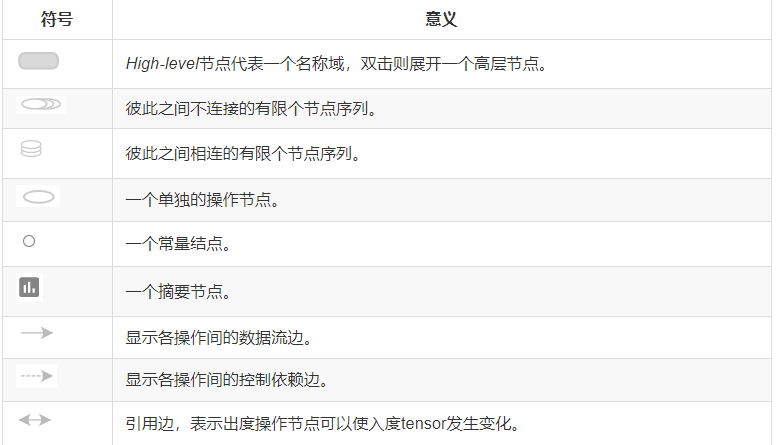 符号 意义
High-level节点代表一个名称域，双击则展开一个高层节点。
彼此之间不连接的有限个节点序列。
彼此之间相连的有限个节点序列。
一个单独的操作节点。
一个常量结点。
一个摘要节点。
显示各操作间的数据流边。
显示各操作间的控制依赖边。
引用边，表示出度操作节点可以使入度tensor发生变化。